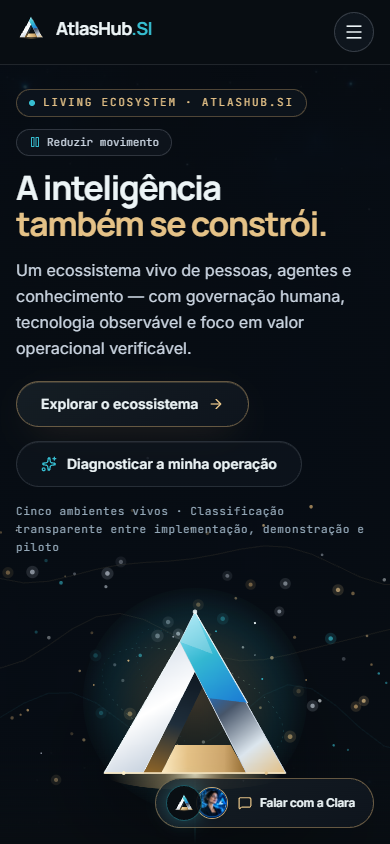 AtlasHub.SI
LIVING ECOSYSTEM · ATLASHUB.SI
Reduzir movimento
A inteligência
também se constrói.
Um ecossistema vivo de pessoas, agentes e
conhecimento — com governação humana,
tecnologia observável e foco em valor
operacional verificável.
Explorar o ecossistema →
Diagnosticar a minha operação
Cinco ambientes vivos · Classificação
transparente entre implementação, demonstração e
piloto
Falar com a Clara